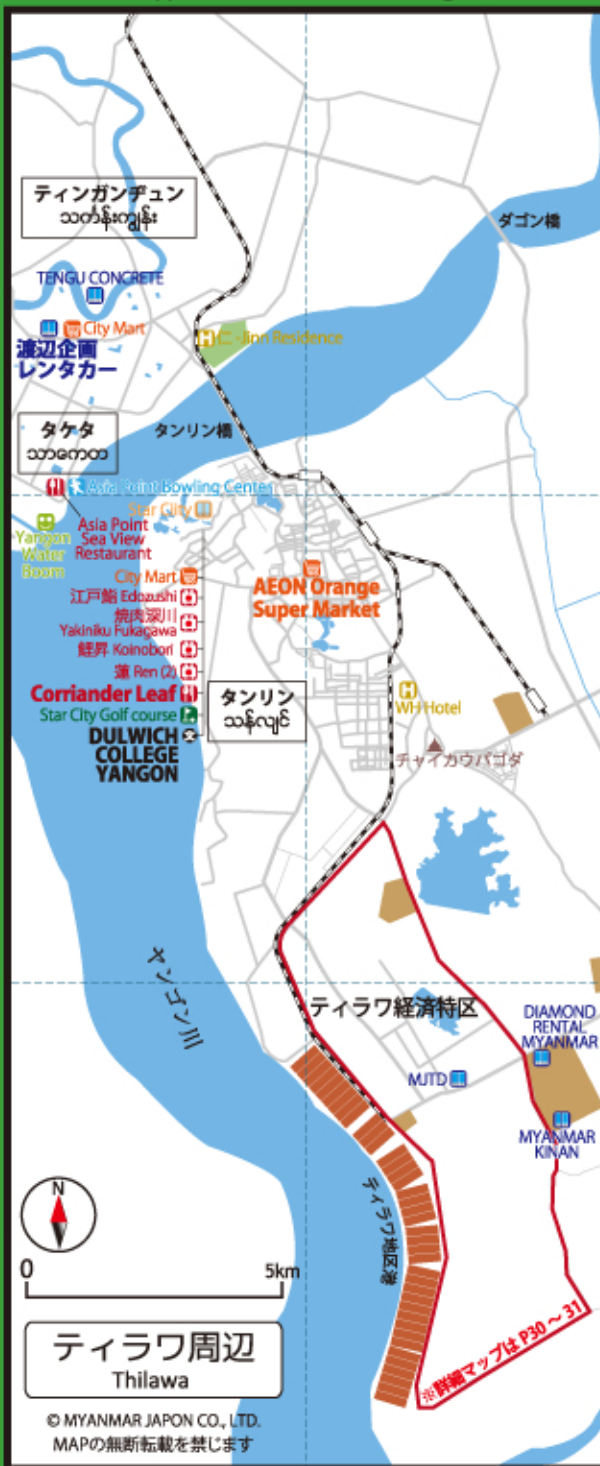 ティンガンヂュン
သင်္ဃန်းကျွန်း
ダゴン橋
TENGU CONCRETE
City Mart
渡辺企画
レンタカー
仁 -Jinn Residence
タケタ
သာကေတ
タンリン橋
Asia Point Bowling Center
Star City
Asia Point
Sea View
Restaurant
Yangon
Water
Boom
City Mart
江戸鮨 Edozushi
焼肉深川
Yakiniku Fukagawa
鯉昇 Koinobori
蓮 Ren (2)
Corriander Leaf
Star City Golf course
DULWICH
COLLEGE
YANGON
AEON Orange
Super Market
タンリン
သန်လျင်
WH Hotel
チャイカウパゴダ
ヤンゴン川
ティラワ経済特区
DIAMOND
RENTAL
MYANMAR
MJTD
MYANMAR
KINAN
ティラワ地区港
N
0 5km
※詳細マップは P30 ～ 31
ティラワ周辺
Thilawa
© MYANMAR JAPON CO., LTD.
MAPの無断転載を禁じます